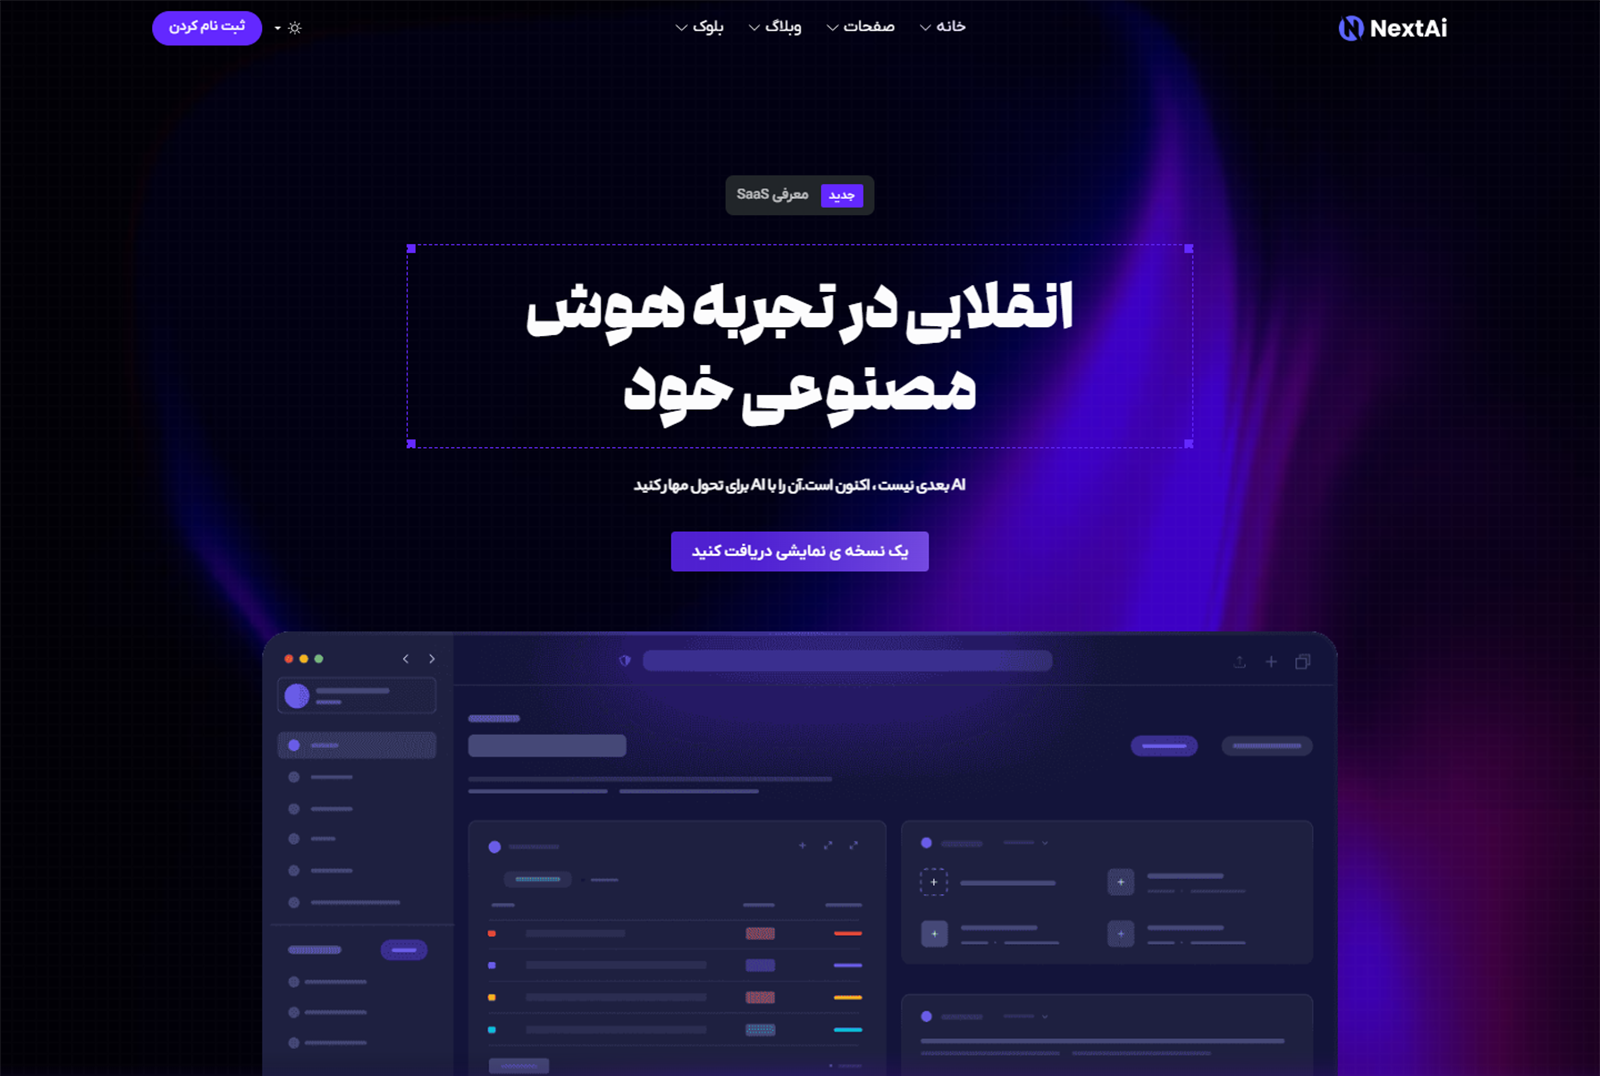 NextAi
خانه
صفحات
وبلاگ
بلوک
ثبت نام کردن
جدید معرفی SaaS
انقلابی در تجربه هوش
مصنوعی خود
AI بعدی نیست ، اکنون است.آن را با AI برای تحول مهار کنید
یک نسخه ی نمایشی دریافت کنید